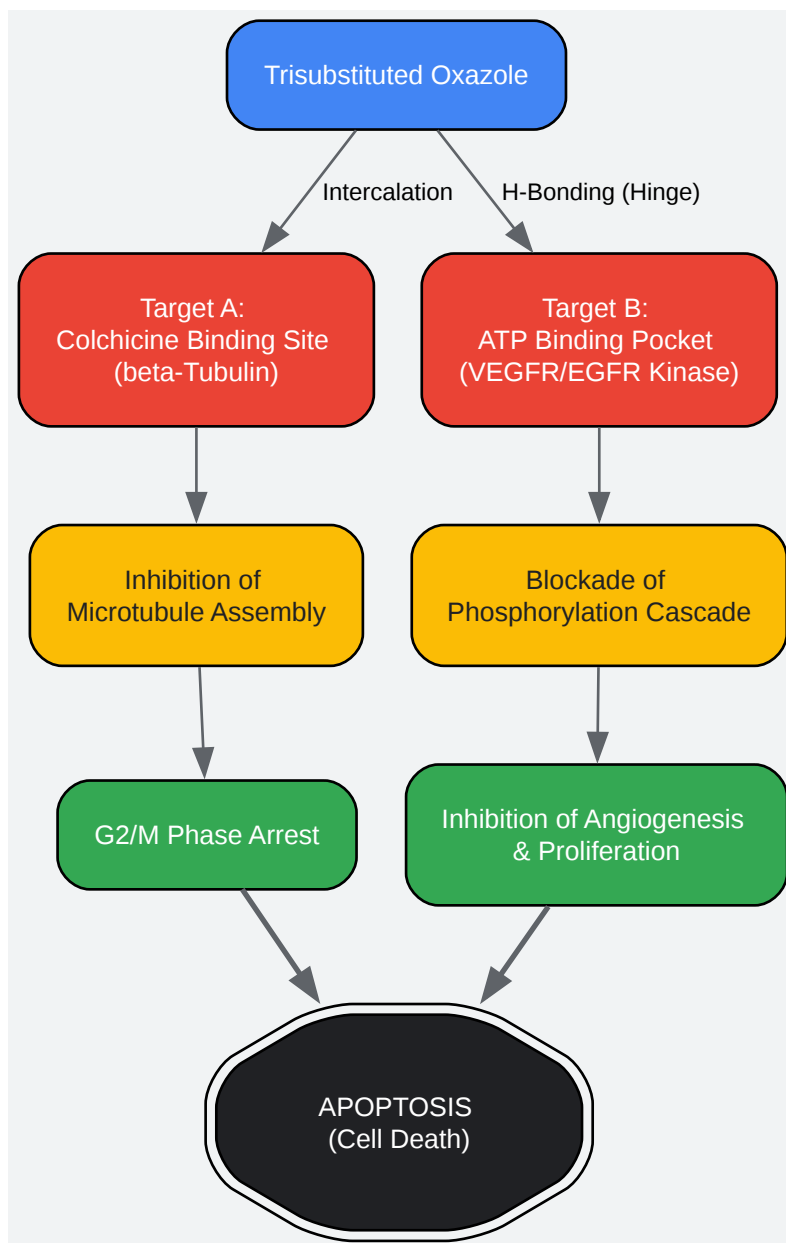 Trisubstituted Oxazole
Intercalation
H-Bonding (Hinge)
Target A:
Colchicine Binding Site
(beta-Tubulin)
Target B:
ATP Binding Pocket
(VEGFR/EGFR Kinase)
Inhibition of
Microtubule Assembly
Blockade of
Phosphorylation Cascade
G2/M Phase Arrest
Inhibition of Angiogenesis
& Proliferation
APOPTOSIS
(Cell Death)